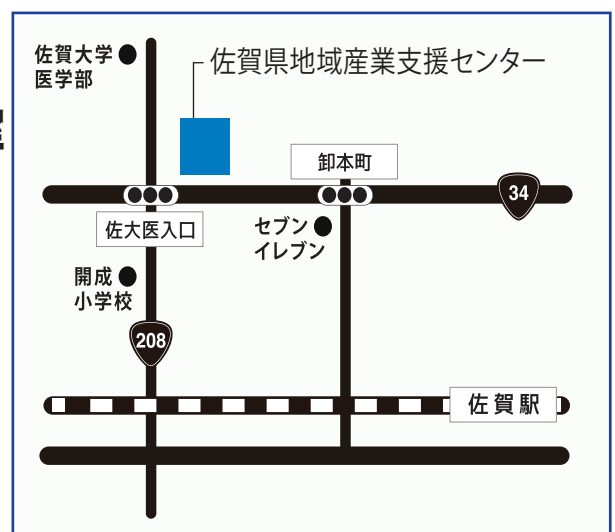 佐賀大学
医学部
佐賀県地域産業支援センター
卸本町
34
佐大医入口
セブン
イレブン
開成
小学校
208
佐賀駅